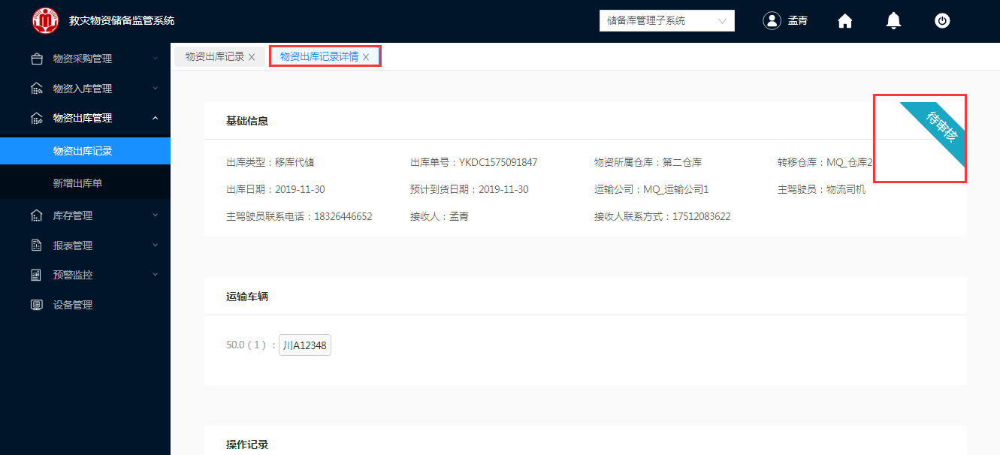 救灾物资储备监管系统
储备库管理子系统
孟青
物资采购管理
物资入库管理
物资出库管理
物资出库记录
新增出库单
库存管理
报表管理
预警监控
设备管理
物资出库记录 X
物资出库记录详情 X
基础信息
待审核
出库类型：移库代储
出库单号：YKDC1575091847
物资所属仓库：第二仓库
转移仓库：MQ_仓库2
出库日期：2019-11-30
预计到货日期：2019-11-30
运输公司：MQ_运输公司1
主驾驶员：物流司机
主驾驶员联系电话：18326446652
接收人：孟青
接收人联系方式：17512083622
运输车辆
50.0（1）：川A12348
操作记录